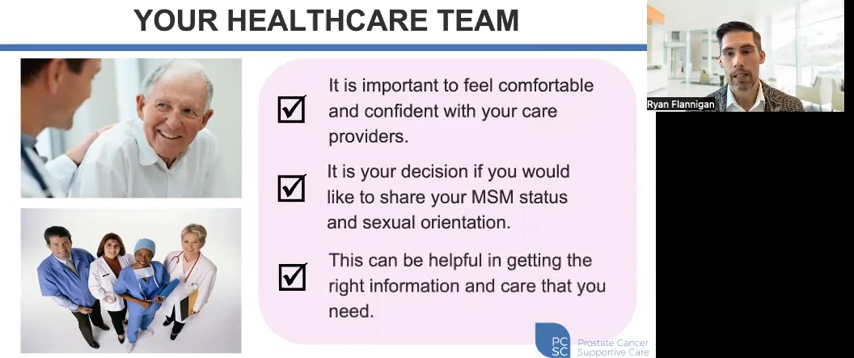 YOUR HEALTHCARE TEAM
Ryan Flannigan
It is important to feel comfortable
and confident with your care
providers.
It is your decision if you would
like to share your MSM status
and sexual orientation.
This can be helpful in getting the
right information and care that you
need.
PC
SC
Prostate Cancer
Supportive Care